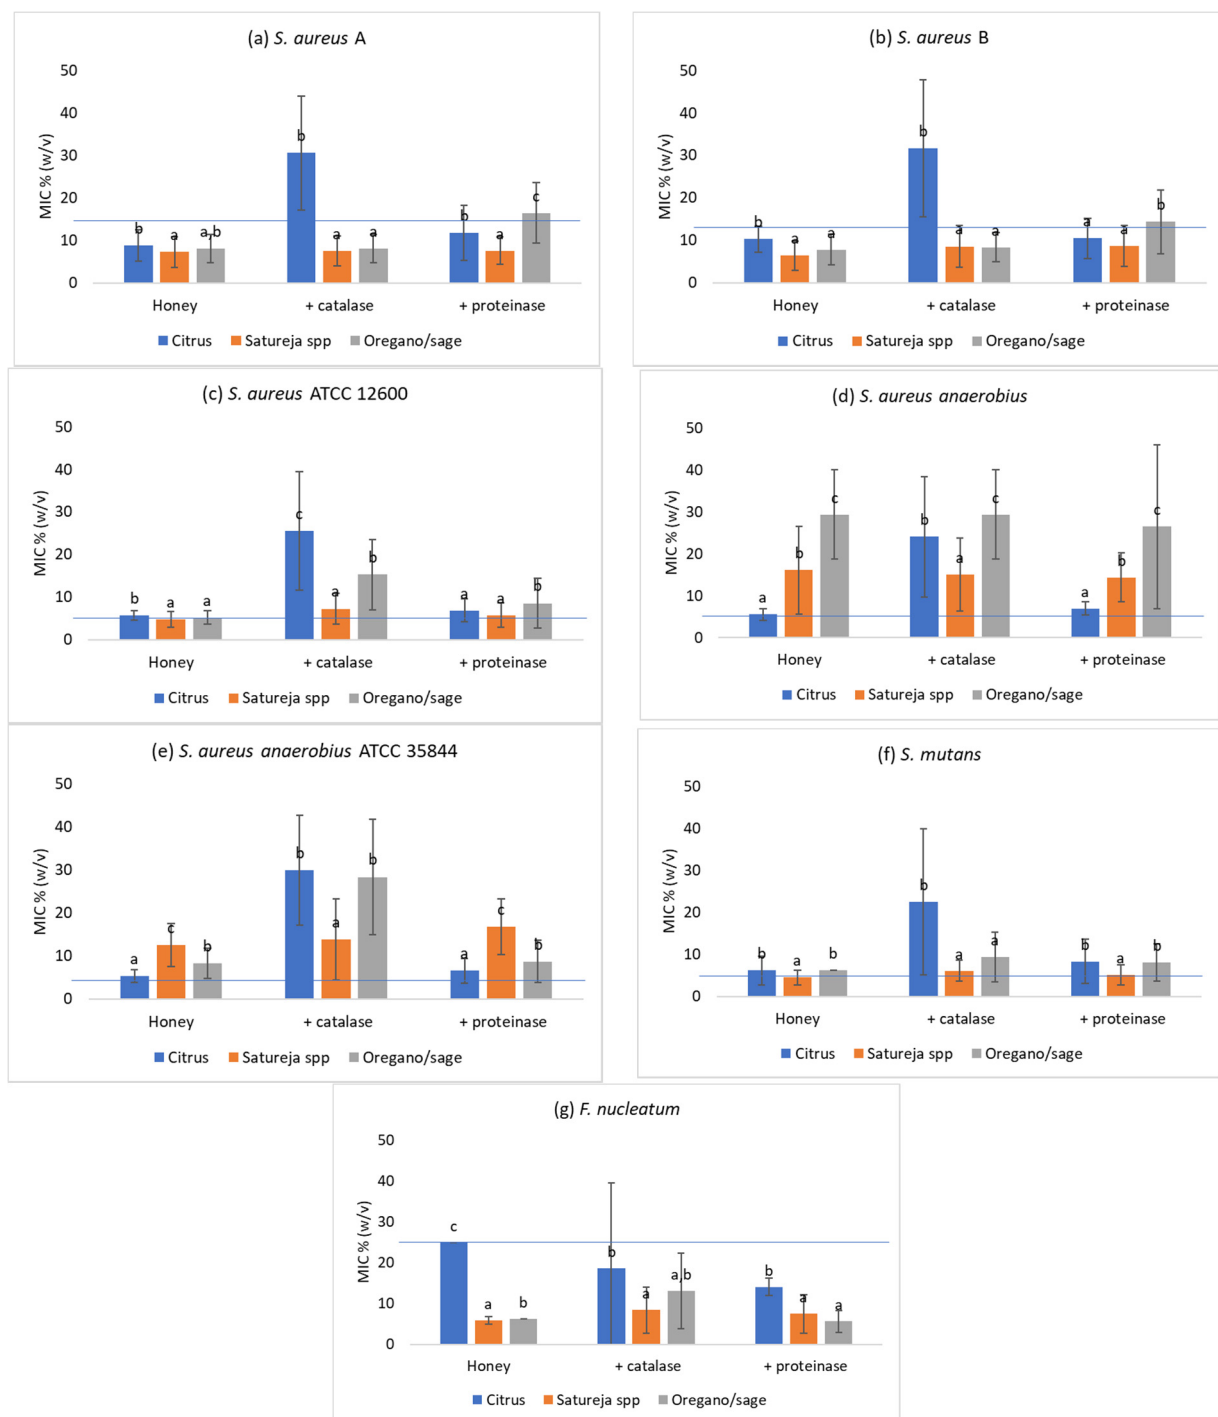 (a) S. aureus A
MIC % (w/v)
50
40
30
20
10
0
b
a
a,b
b
a
a
b
a
c
Honey
+ catalase
+ proteinase
Citrus
Satureja spp
Oregano/sage
(b) S. aureus B
MIC % (w/v)
50
40
30
20
10
0
b
a
a
b
a
a
a
a
b
Honey
+ catalase
+ proteinase
Citrus
Satureja spp
Oregano/sage
(c) S. aureus ATCC 12600
MIC % (w/v)
50
40
30
20
10
0
b
a
a
c
a
b
a
a
b
Honey
+ catalase
+ proteinase
Citrus
Satureja spp
Oregano/sage
(d) S. aureus anaerobius
MIC % (w/v)
50
40
30
20
10
0
a
b
c
b
a
c
a
b
c
Honey
+ catalase
+ proteinase
Citrus
Satureja spp
Oregano/sage
(e) S. aureus anaerobius ATCC 35844
MIC % (w/v)
50
40
30
20
10
0
a
c
b
b
a
b
a
c
b
Honey
+ catalase
+ proteinase
Citrus
Satureja spp
Oregano/sage
(f) S. mutans
MIC % (w/v)
50
40
30
20
10
0
b
a
b
b
a
a
b
a
b
Honey
+ catalase
+ proteinase
Citrus
Satureja spp
Oregano/sage
(g) F. nucleatum
MIC % (w/v)
50
40
30
20
10
0
c
a
b
b
a
a,b
b
a
a
Honey
+ catalase
+ proteinase
Citrus
Satureja spp
Oregano/sage